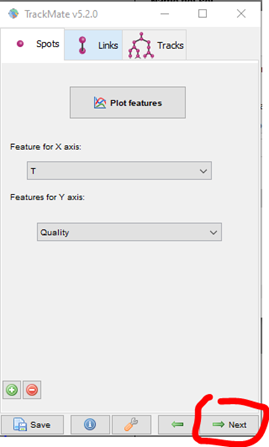 TrackMate v5.2.0
Spots Links Tracks
Plot features
Feature for X axis:
T
Features for Y axis:
Quality
Save Next